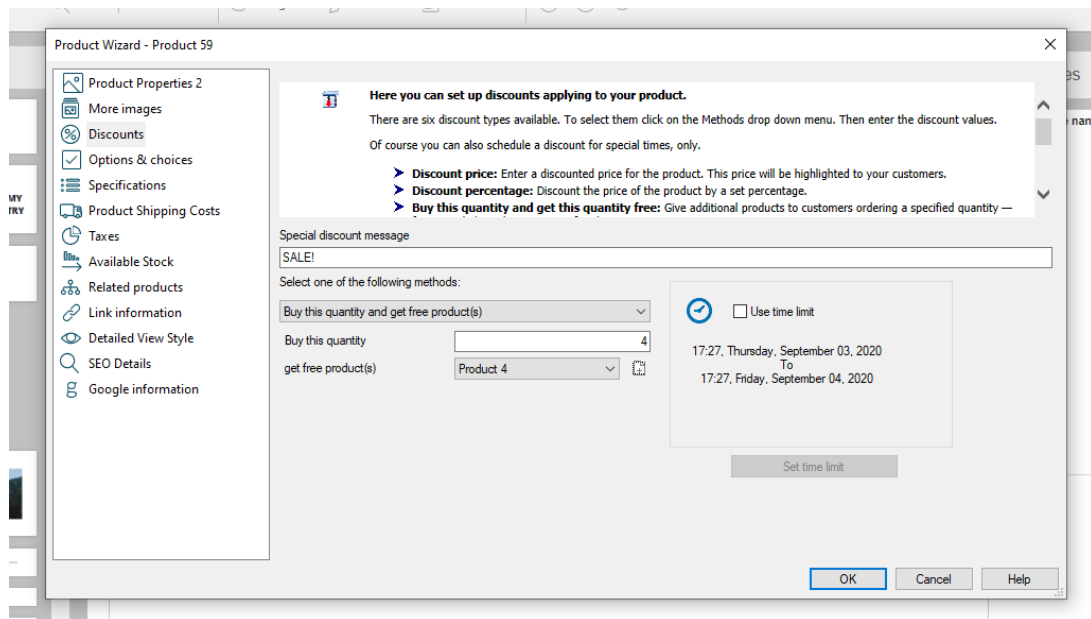 Product Wizard - Product 59
es
Product Properties 2
More images
Discounts
Options & choices
Specifications
Product Shipping Costs
Taxes
Available Stock
Related products
Link information
Detailed View Style
SEO Details
Google information
MY
TRY
Here you can set up discounts applying to your product.
There are six discount types available. To select them click on the Methods drop down menu. Then enter the discount values.
Of course you can also schedule a discount for special times, only.
Discount price: Enter a discounted price for the product. This price will be highlighted to your customers.
Discount percentage: Discount the price of the product by a set percentage.
Buy this quantity and get this quantity free: Give additional products to customers ordering a specified quantity —
Special discount message
SALE!
Select one of the following methods:
Buy this quantity and get free product(s)
Buy this quantity 4
get free product(s) Product 4
Use time limit
17:27, Thursday, September 03, 2020
To
17:27, Friday, September 04, 2020
Set time limit
OK Cancel Help